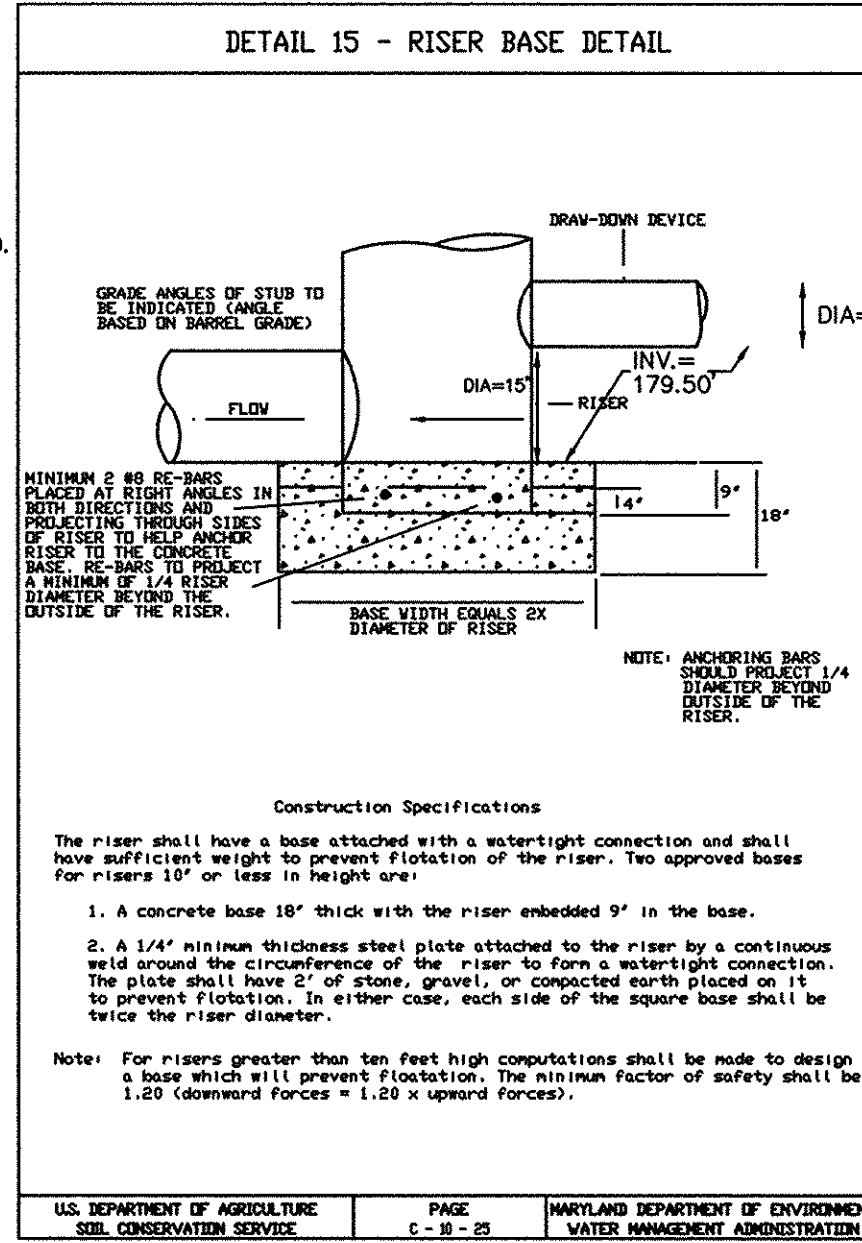 DETAIL 15 - RISER BASE DETAIL
DRAW-DOWN DEVICE
GRADE ANGLES OF STUB TO
BE INDICATED (ANGLE
BASED ON BARREL GRADE)
DIA=
INV.=
179.50'
DIA=15"
RISER
FLOW
MINIMUM 2 #8 RE-BARS
PLACED AT RIGHT ANGLES IN
BOTH DIRECTIONS AND
PROJECTING THROUGH SIDES
OF RISER TO HELP ANCHOR
RISER TO THE CONCRETE
BASE. RE-BARS TO PROJECT
A MINIMUM OF 1/4 RISER
DIAMETER BEYOND THE
OUTSIDE OF THE RISER.
4"
9"
18"
BASE WIDTH EQUALS 2X
DIAMETER OF RISER
NOTE: ANCHORING BARS
SHOULD PROJECT 1/4
DIAMETER BEYOND
OUTSIDE OF THE
RISER.
Construction Specifications
The riser shall have a base attached with a watertight connection and shall
have sufficient weight to prevent flotation of the riser. Two approved bases
for risers 10' or less in height are:
1. A concrete base 18" thick with the riser embedded 9" in the base.
2. A 1/4" minimum thickness steel plate attached to the riser by a continuous
weld around the circumference of the riser to form a watertight connection.
The plate shall have 2' of stone, gravel, or compacted earth placed on it
to prevent flotation. In either case, each side of the square base shall be
twice the riser diameter.
Note: For risers greater than ten feet high computations shall be made to design
a base which will prevent floatation. The minimum factor of safety shall be
1.20 (downward forces = 1.20 x upward forces).
U.S. DEPARTMENT OF AGRICULTURE
SOIL CONSERVATION SERVICE
PAGE
C - 10 - 25
MARYLAND DEPARTMENT OF ENVIRONMEN
WATER MANAGEMENT ADMINISTRATION